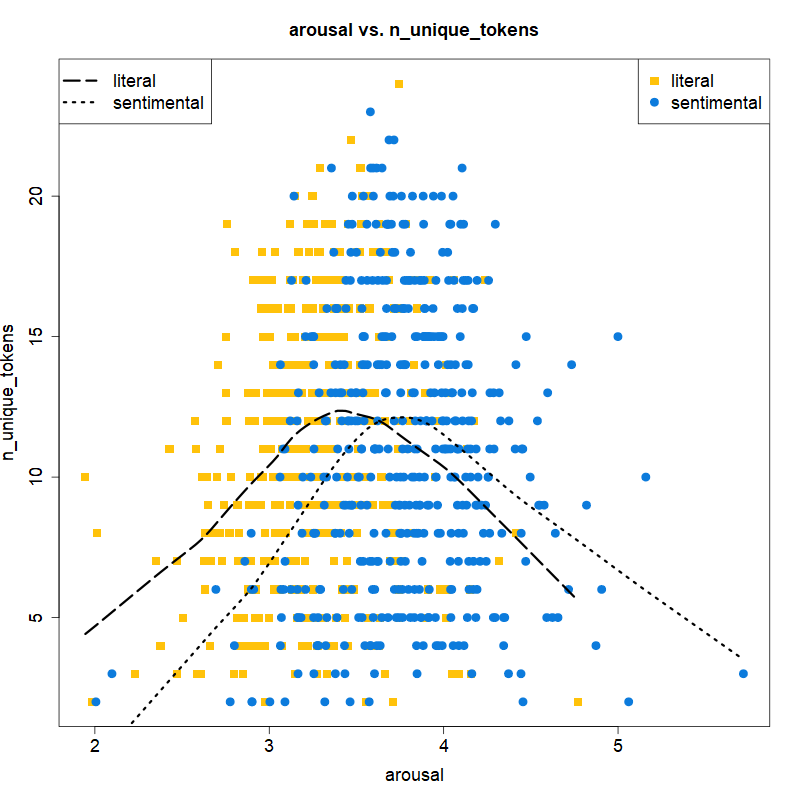 arousal vs. n_unique_tokens
literal
sentimental
literal
sentimental
n_unique_tokens
20
15
10
5
2 3 4 5
arousal